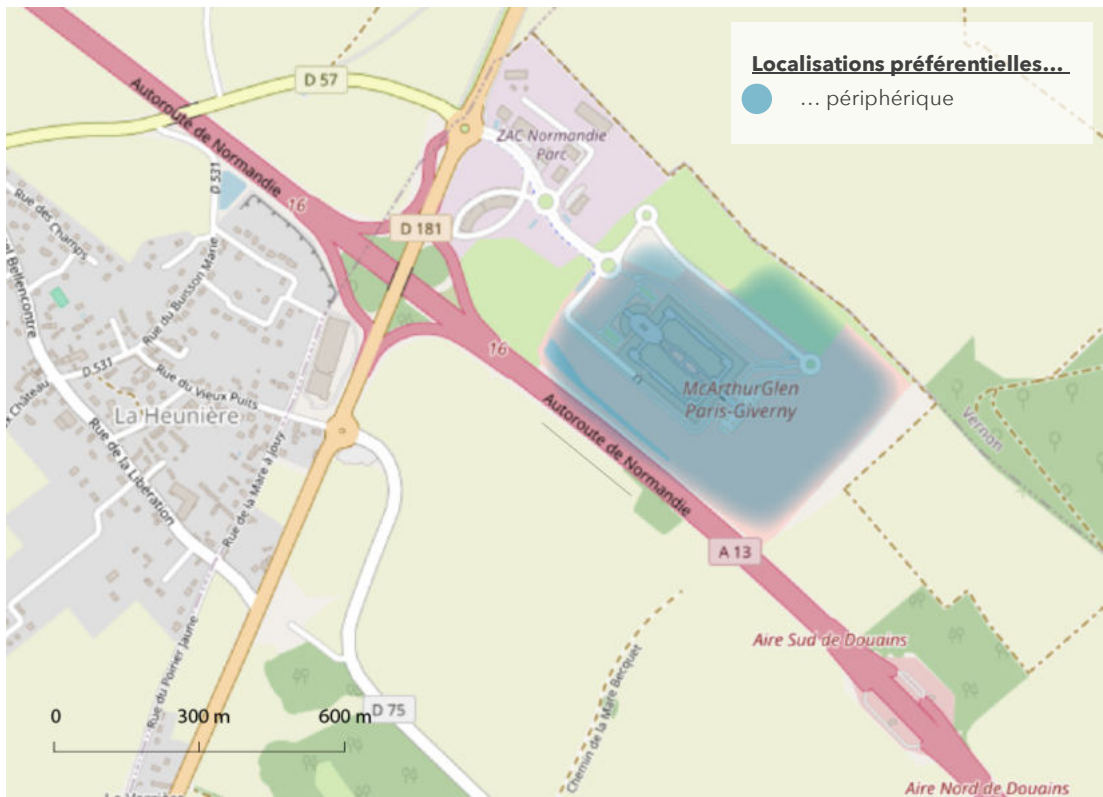 Localisations préférentielles...
... périphérique
D 57
Autoroute de Normandie
ZAC Normandie
Parc
D 531
16
D 181
Rue des Champs
el Bellencontre
Rue du Buisson Marie
D 531
16
Rue du Vieux Puits
x Château
La Heunière
McArthurGlen
Paris-Giverny
Vernon
Autoroute de Normandie
Rue de la Libération
Rue de la Mare à Jouy
A 13
Aire Sud de Douains
Rue du Poirier Jaune
Chemin de la Mare Becquet
D 75
0 300 m 600 m
Aire Nord de Douains